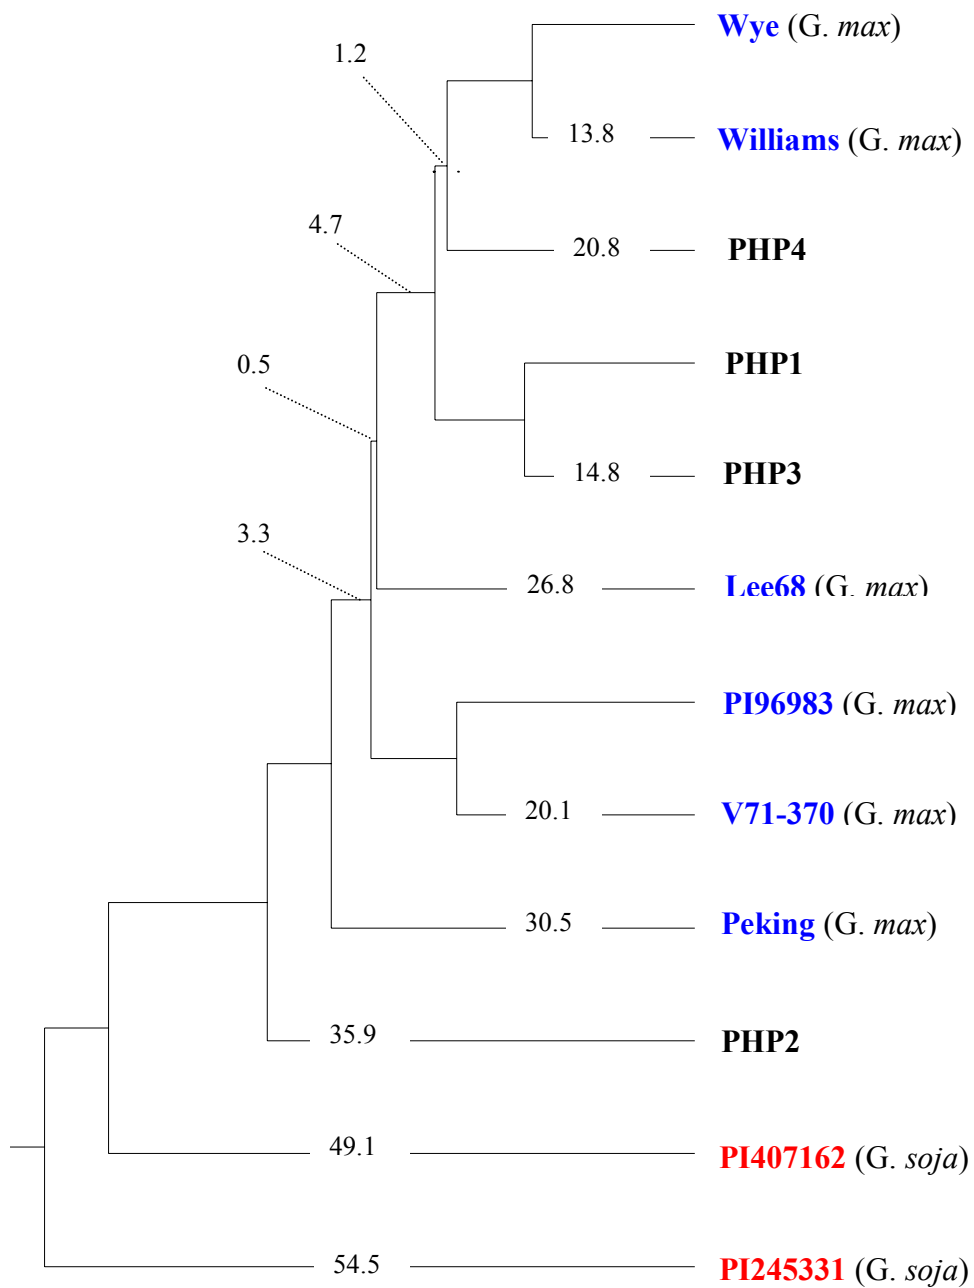 Wye (G. max)
1.2
13.8 Williams (G. max)
4.7
20.8 PHP4
0.5
PHP1
14.8 PHP3
3.3
26.8 Lee68 (G. max)
PI96983 (G. max)
20.1 V71-370 (G. max)
30.5 Peking (G. max)
35.9 PHP2
49.1 PI407162 (G. soja)
54.5 PI245331 (G. soja)